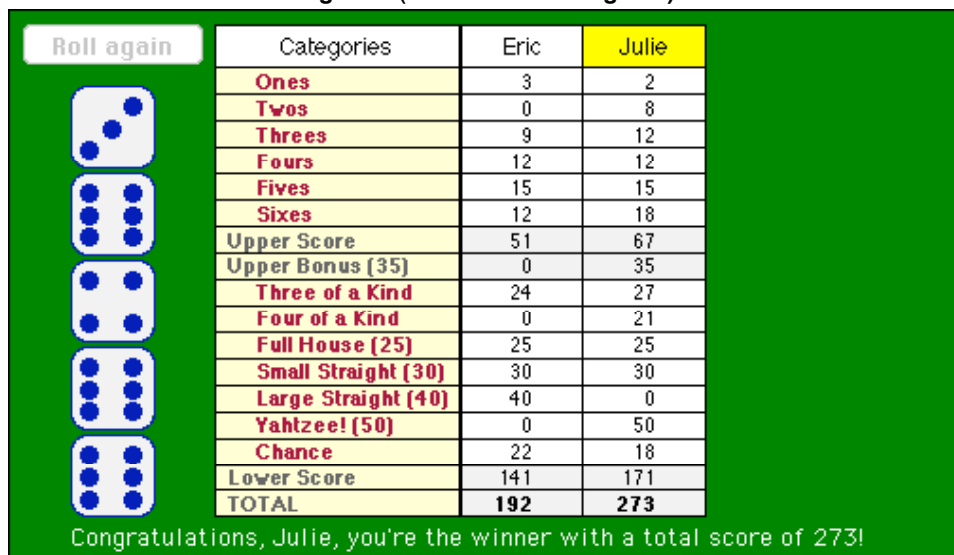 Roll again
Categories Eric Julie
Ones 3 2
Twos 0 8
Threes 9 12
Fours 12 12
Fives 15 15
Sixes 12 18
Upper Score 51 67
Upper Bonus (35) 0 35
Three of a Kind 24 27
Four of a Kind 0 21
Full House (25) 25 25
Small Straight (30) 30 30
Large Straight (40) 40 0
Yahtzee! (50) 0 50
Chance 22 18
Lower Score 141 171
TOTAL 192 273
Congratulations, Julie, you're the winner with a total score of 273!